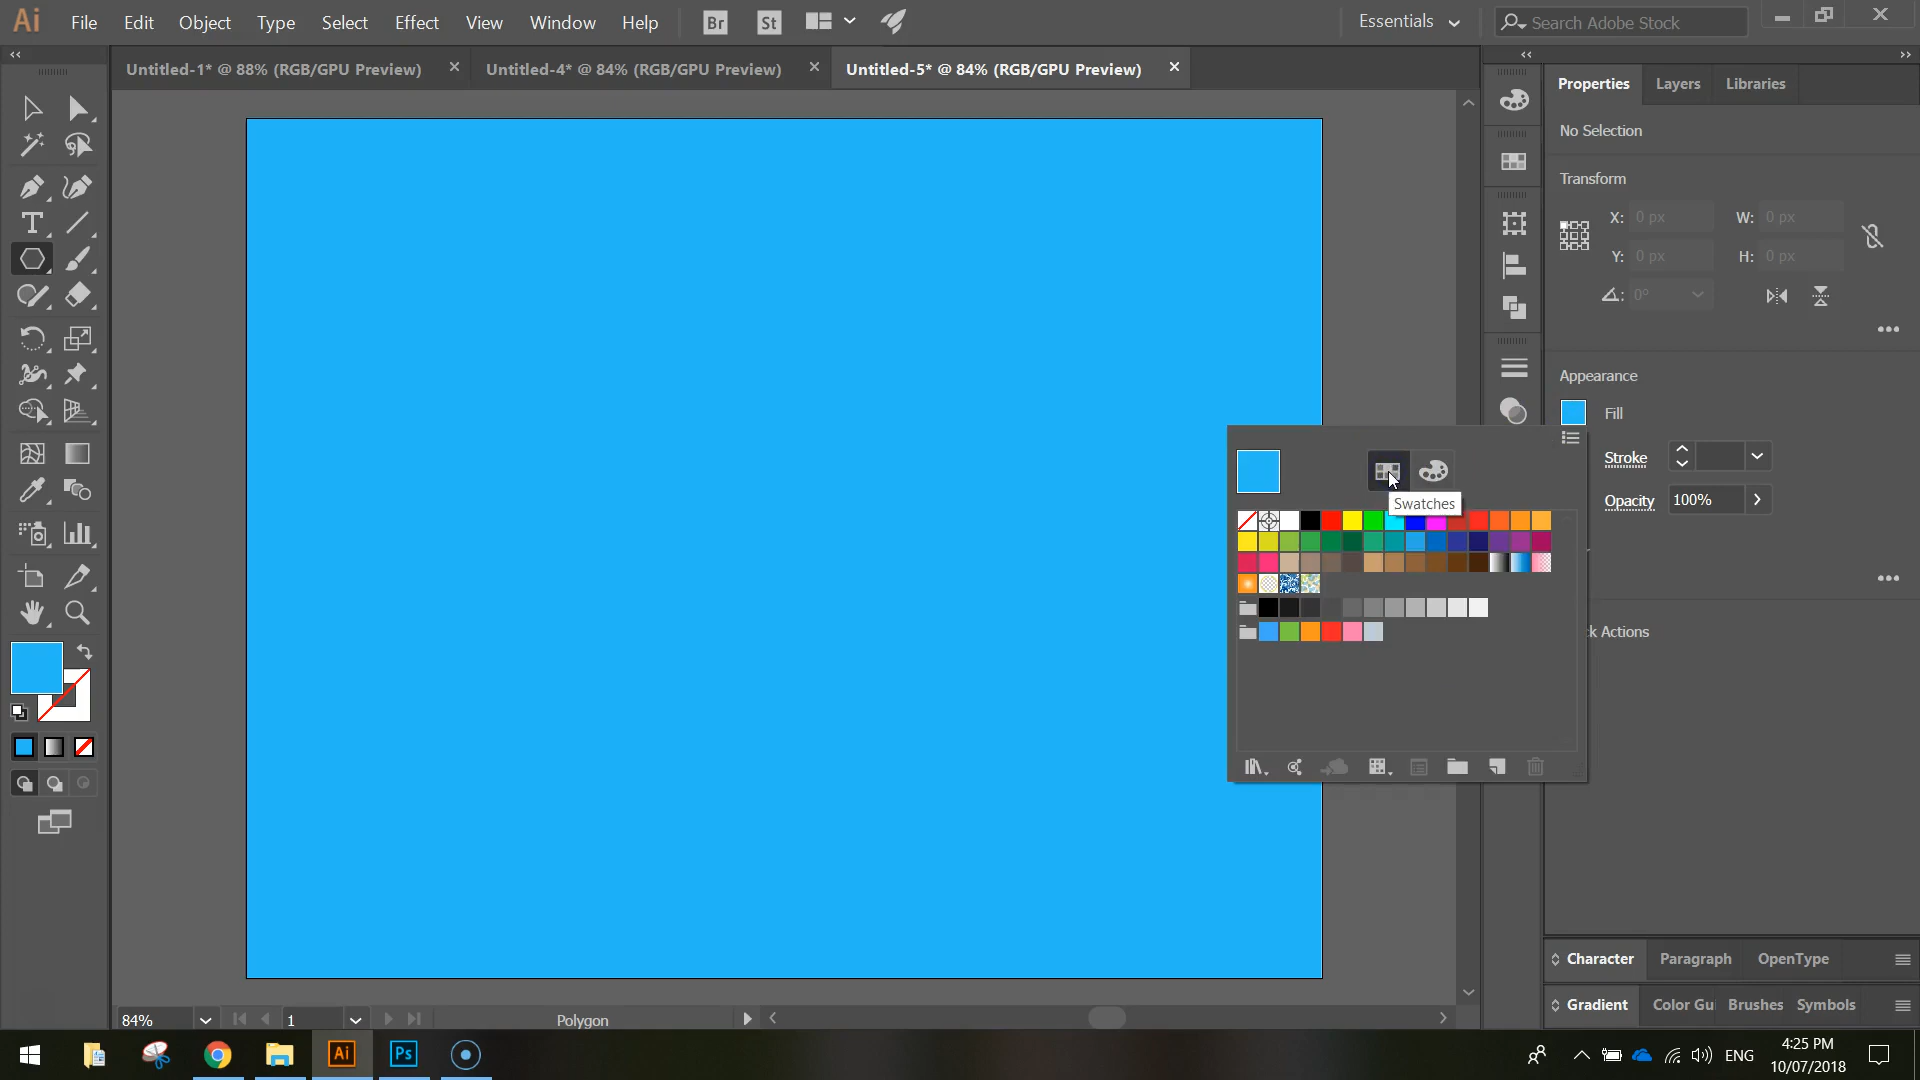 Ai File Edit Object Type Select Effect View Window Help Br St Essentials Search Adobe Stock
Untitled-1* @ 88% (RGB/GPU Preview) Untitled-4* @ 84% (RGB/GPU Preview) Untitled-5* @ 84% (RGB/GPU Preview)
Properties Layers Libraries
No Selection
Transform
X: 0 px W: 0 px
Y: 0 px H: 0 px
0°
Appearance
Fill
Stroke
Opacity 100%
Swatches
k Actions
Character Paragraph OpenType
Gradient Color Gu Brushes Symbols
84% 1 Polygon
Ai Ps ENG
4:25 PM
10/07/2018